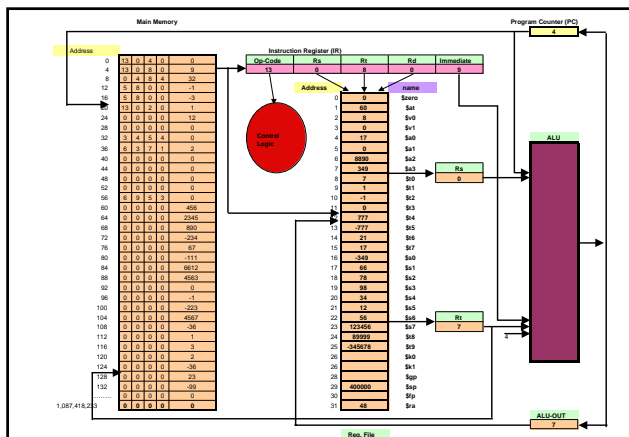 Main Memory
Program Counter (PC)
4
Address
Instruction Register (IR)
Op-Code Rs Rt Rd Immediate
13 0 8 0 9
0 13 0 4 0 0
4 13 0 8 0 9
8 0 4 8 4 32
12 5 8 0 0 -1
16 5 8 0 0 -3
20 13 0 2 0 1
24 0 0 0 0 12
28 0 0 0 0 0
32 3 4 5 4 0
36 6 3 7 1 2
40 0 0 0 0 0
44 0 0 0 0 0
48 0 0 0 0 0
52 0 0 0 0 0
56 6 9 5 3 0
60 0 0 0 0 456
64 0 0 0 0 2345
68 0 0 0 0 890
72 0 0 0 0 -234
76 0 0 0 0 67
80 0 0 0 0 -111
84 0 0 0 0 6612
88 0 0 0 0 4563
92 0 0 0 0 0
96 0 0 0 0 -1
100 0 0 0 0 -223
104 0 0 0 0 4567
108 0 0 0 0 -36
112 0 0 0 0 1
116 0 0 0 0 3
120 0 0 0 0 2
124 0 0 0 0 -36
128 0 0 0 0 23
132 0 0 0 0 -99
......... 0 0 0 0 0
1,087,418,233 0 0 0 0 0
Control
Logic
Address name
0 0 $zero
1 60 $at
2 8 $v0
3 0 $v1
4 17 $a0
5 0 $a1
6 8890 $a2
7 349 $a3
8 7 $t0
9 1 $t1
10 -1 $t2
11 0 $t3
12 777 $t4
13 -777 $t5
14 21 $t6
15 17 $t7
16 -349 $s0
17 66 $s1
18 78 $s2
19 98 $s3
20 34 $s4
21 12 $s5
22 56 $s6
23 123456 $s7
24 89999 $t8
25 -345678 $t9
26 $k0
26 $k1
28 $gp
29 400000 $sp
30 $fp
31 48 $ra
Reg. File
Rs
0
Rt
7
4
ALU
ALU-OUT
7